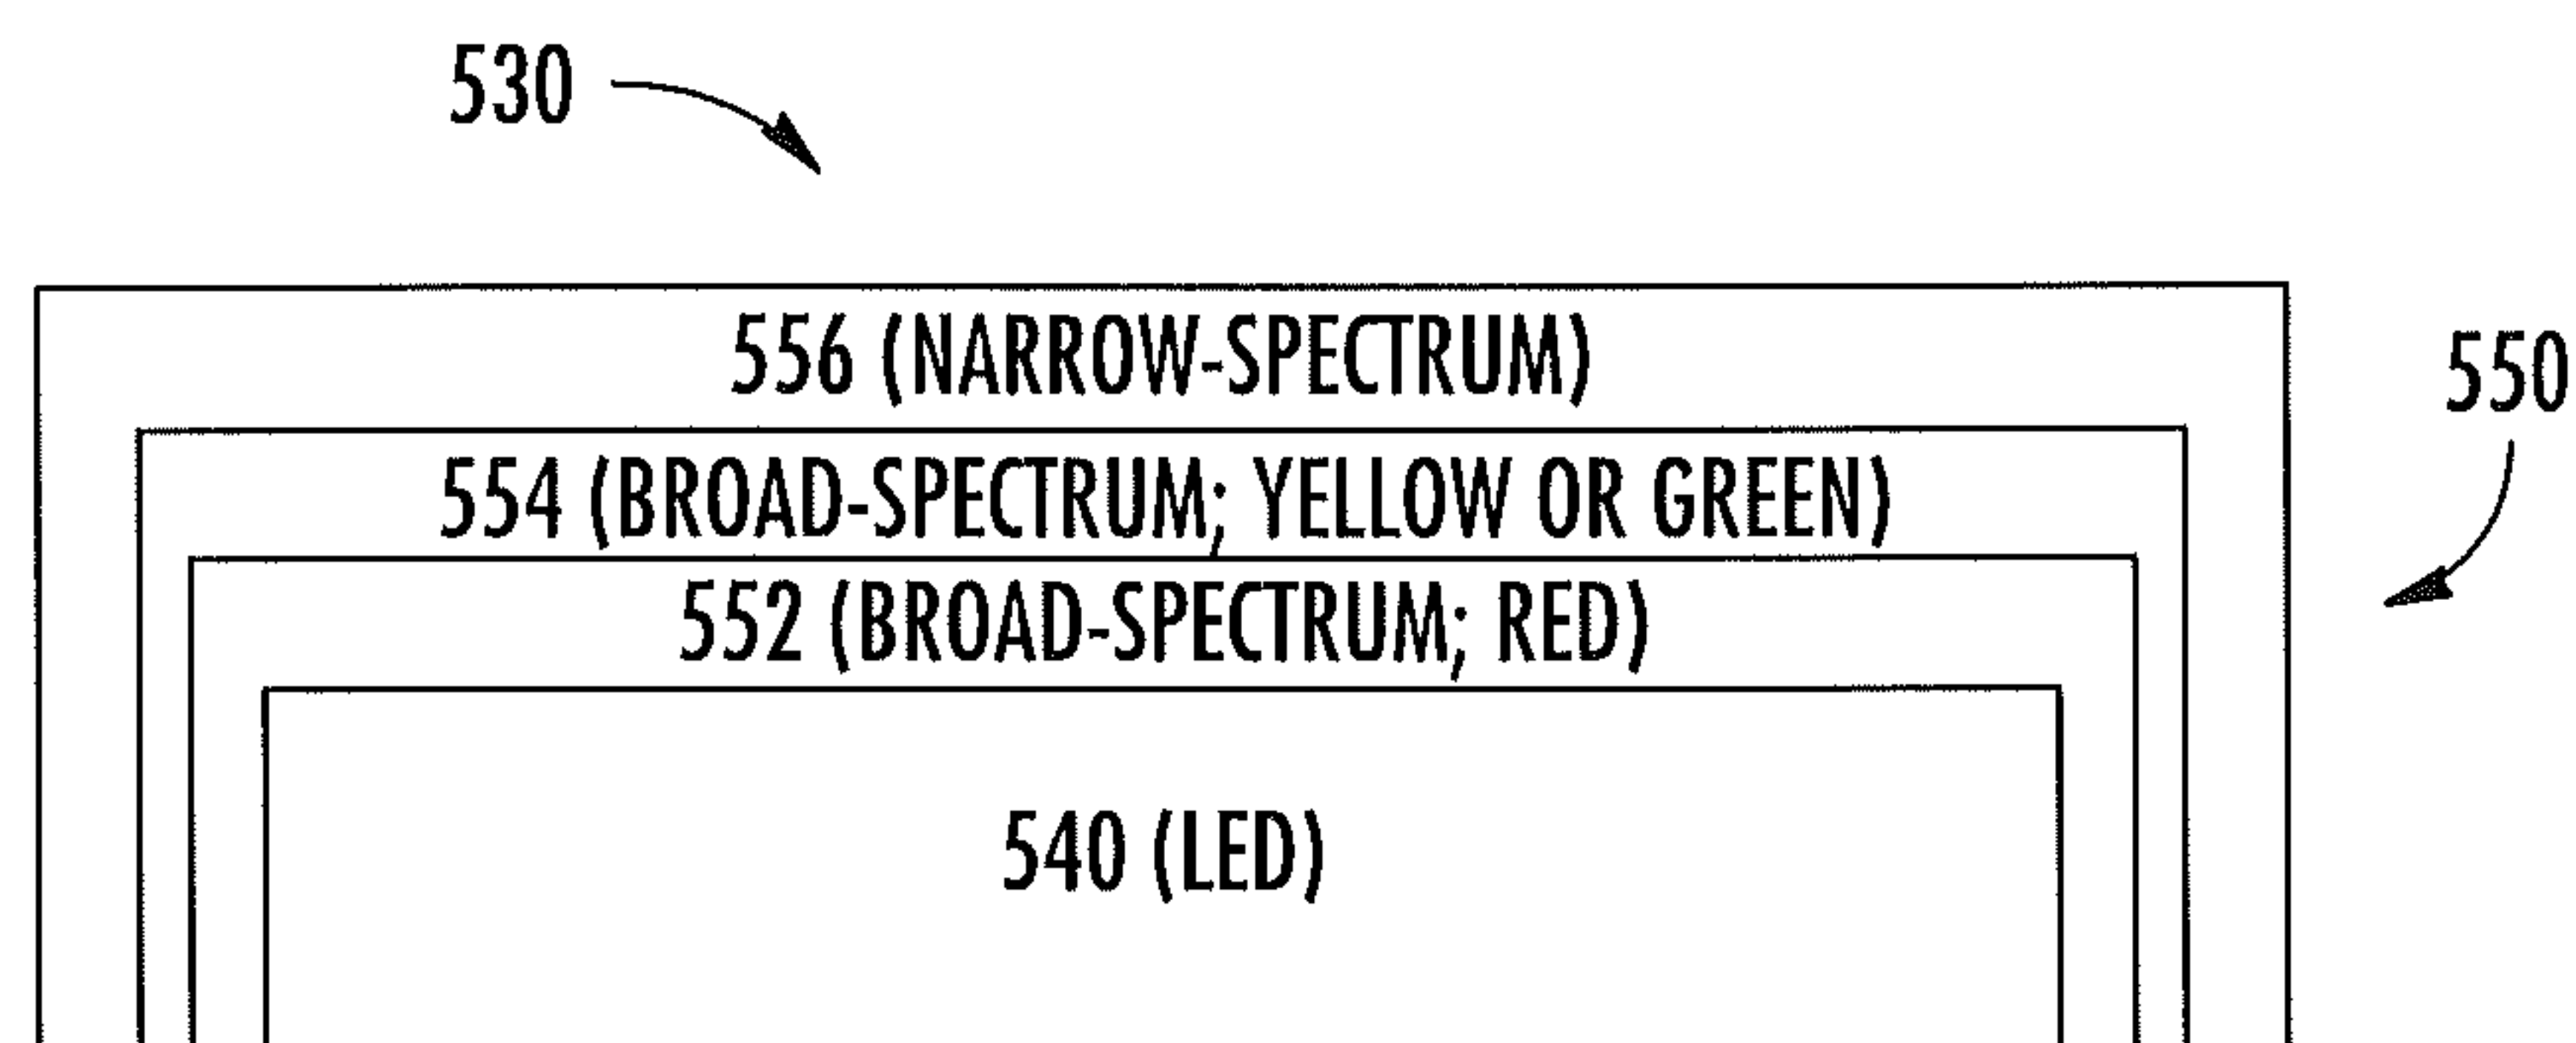 530
556 (NARROW-SPECTRUM)
550
554 (BROAD-SPECTRUM; YELLOW OR GREEN)
552 (BROAD-SPECTRUM; RED)
540 (LED)